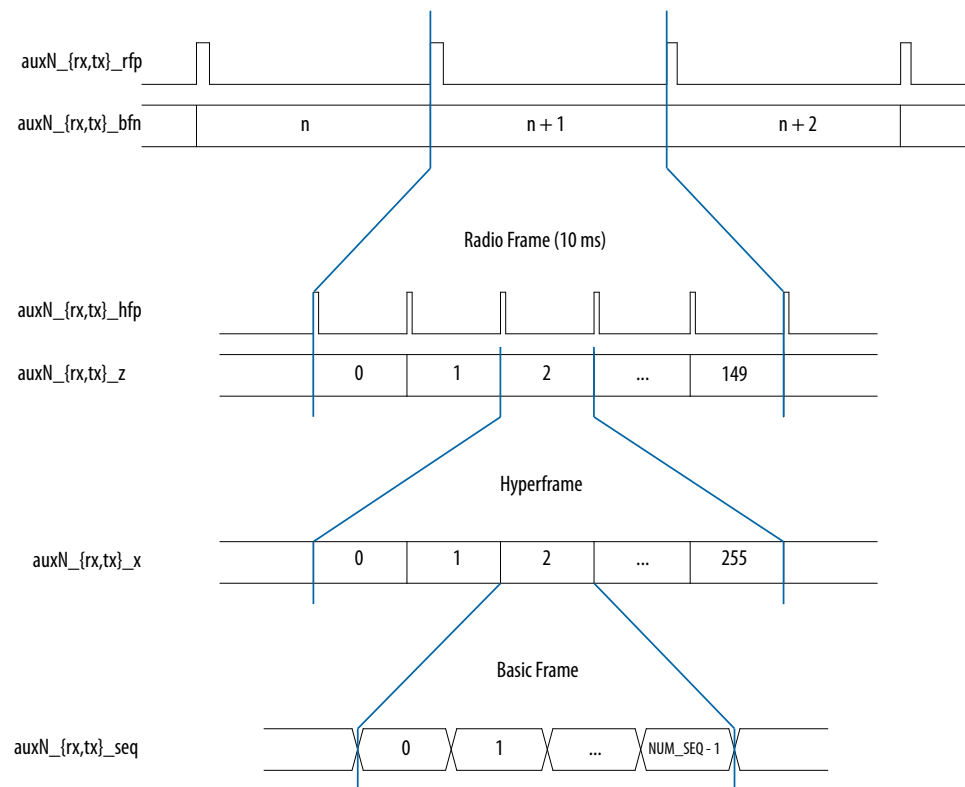 auxN_{rx,tx}_rfp
auxN_{rx,tx}_bfn n n + 1 n + 2
Radio Frame (10 ms)
auxN_{rx,tx}_hfp
auxN_{rx,tx}_z 0 1 2 ... 149
Hyperframe
auxN_{rx,tx}_x 0 1 2 ... 255
Basic Frame
auxN_{rx,tx}_seq 0 1 ... NUM_SEQ - 1